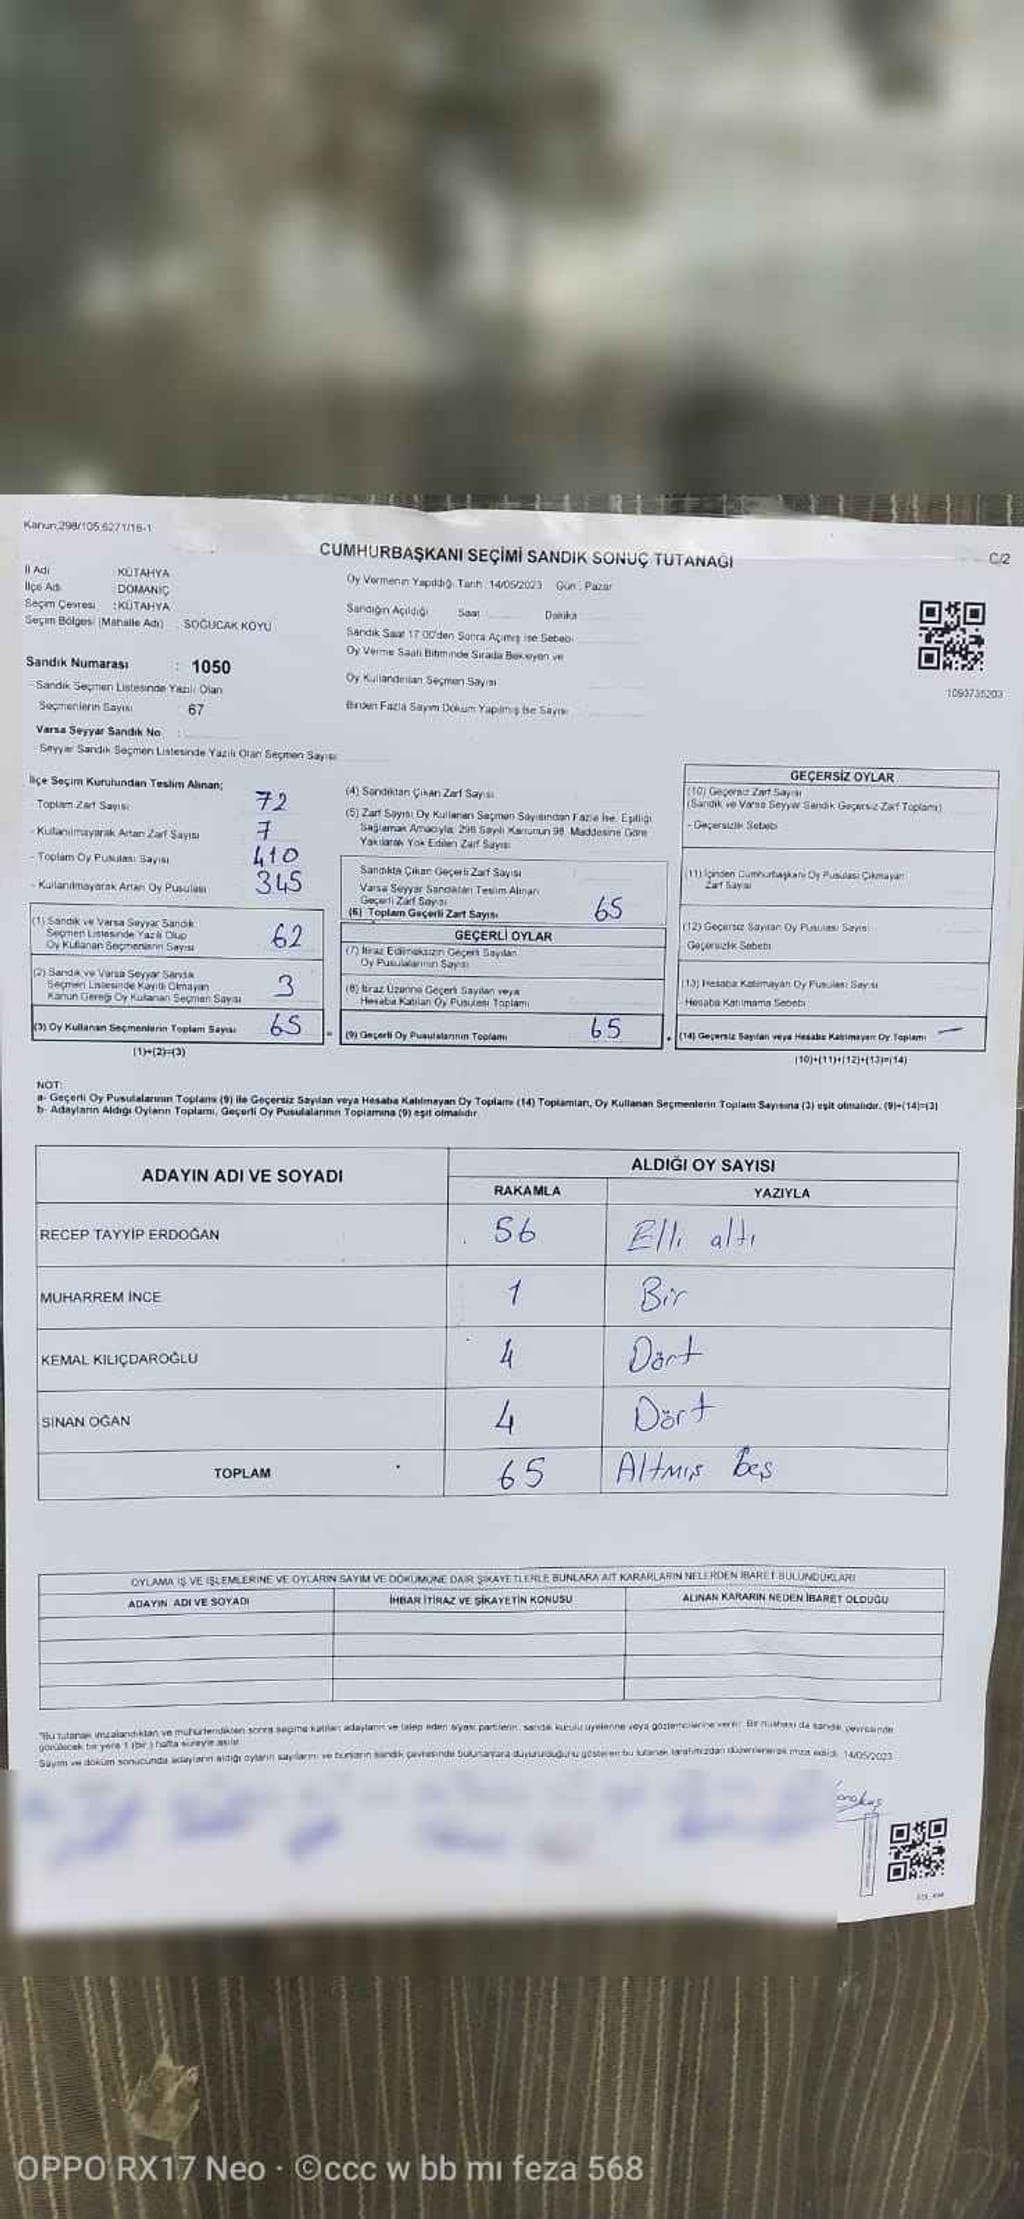 Kanun:298/105,6271/16-1
CUMHURBAŞKANI SEÇİMİ SANDIK SONUÇ TUTANAĞI
C/2
İl Adı : KÜTAHYA
İlçe Adı : DOMANİÇ
Seçim Çevresi : KÜTAHYA
Seçim Bölgesi (Mahalle Adı) : SOĞUCAK KÖYÜ
Sandık Numarası : 1050
- Sandık Seçmen Listesinde Yazılı Olan
Seçmenlerin Sayısı 67
Varsa Seyyar Sandık No :
- Seyyar Sandık Seçmen Listesinde Yazılı Olan Seçmen Sayısı
Oy Vermenin Yapıldığı Tarih: 14/05/2023 Gün: Pazar
Sandığın Açıldığı Saat Dakika
Sandık Saat 17.00'den Sonra Açılmış İse Sebebi
Oy Verme Saati Bitiminde Sırada Bekleyen ve
Oy Kullandırılan Seçmen Sayısı
Birden Fazla Sayım Döküm Yapılmış İse Sayısı
1093735203
İlçe Seçim Kurulundan Teslim Alınan;
- Toplam Zarf Sayısı 72
- Kullanılmayarak Artan Zarf Sayısı 7
- Toplam Oy Pusulası Sayısı 410
- Kullanılmayarak Artan Oy Pusulası 345
(1) Sandık ve Varsa Seyyar Sandık
Seçmen Listesinde Yazılı Olup
Oy Kullanan Seçmenlerin Sayısı 62
(2) Sandık ve Varsa Seyyar Sandık
Seçmen Listesinde Kayıtlı Olmayan
Kanun Gereği Oy Kullanan Seçmen Sayısı 3
(3) Oy Kullanan Seçmenlerin Toplam Sayısı 65
(1)+(2)=(3)
(4) Sandıktan Çıkan Zarf Sayısı
(5) Zarf Sayısı Oy Kullanan Seçmen Sayısından Fazla İse, Eşitliği
Sağlamak Amacıyla, 298 Sayılı Kanunun 98. Maddesine Göre
Yakılarak Yok Edilen Zarf Sayısı
Sandıkta Çıkan Geçerli Zarf Sayısı
Varsa Seyyar Sandıktan Teslim Alınan
Geçerli Zarf Sayısı
(6) Toplam Geçerli Zarf Sayısı 65
GEÇERLİ OYLAR
(7) İtiraz Edilmeksizin Geçerli Sayılan
Oy Pusulalarının Sayısı
(8) İtiraz Üzerine Geçerli Sayılan veya
Hesaba Katılan Oy Pusulası Toplamı
(9) Geçerli Oy Pusulalarının Toplamı 65
GEÇERSİZ OYLAR
(10) Geçersiz Zarf Sayısı
(Sandık ve Varsa Seyyar Sandık Geçersiz Zarf Toplamı)
- Geçersizlik Sebebi
(11) İçinden Cumhurbaşkanı Oy Pusulası Çıkmayan
Zarf Sayısı
(12) Geçersiz Sayılan Oy Pusulası Sayısı
Geçersizlik Sebebi
(13) Hesaba Katılmayan Oy Pusulası Sayısı
Hesaba Katılmama Sebebi
(14) Geçersiz Sayılan veya Hesaba Katılmayan Oy Toplamı —
(10)+(11)+(12)+(13)=(14)
NOT:
a- Geçerli Oy Pusulalarının Toplamı (9) ile Geçersiz Sayılan veya Hesaba Katılmayan Oy Toplamı (14) Toplamları, Oy Kullanan Seçmenlerin Toplam Sayısına (3) eşit olmalıdır. (9)+(14)=(3)
b- Adayların Aldığı Oyların Toplamı, Geçerli Oy Pusulalarının Toplamına (9) eşit olmalıdır
ADAYIN ADI VE SOYADI ALDIĞI OY SAYISI
RAKAMLA YAZIYLA
RECEP TAYYİP ERDOĞAN 56 Elli altı
MUHARREM İNCE 1 Bir
KEMAL KILIÇDAROĞLU 4 Dört
SİNAN OĞAN 4 Dört
TOPLAM 65 Altmış beş
OYLAMA İŞ VE İŞLEMLERİNE VE OYLARIN SAYIM VE DÖKÜMÜNE DAİR ŞİKAYETLERLE BUNLARA AİT KARARLARIN NELERDEN İBARET BULUNDUKLARI
ADAYIN ADI VE SOYADI İHBAR İTİRAZ VE ŞİKAYETİN KONUSU ALINAN KARARIN NEDEN İBARET OLDUĞU
"Bu tutanak imzalandıktan ve mühürlendikten sonra seçime katılan adayların ve talep eden siyasi partilerin, sandık kurulu üyelerine veya gözlemcilerine verilir. Bir nüshası da sandık çevresinde
görülecek bir yere 1 (bir) hafta süreyle asılır.
Sayım ve döküm sonucunda adayların aldığı oyların sayılarını ve bunların sandık çevresinde bulunanlara duyurulduğunu gösteren bu tutanak tarafımızdan düzenlenerek imza edildi. 14/05/2023
OPPO RX17 Neo · ©ccc w bb mı feza 568